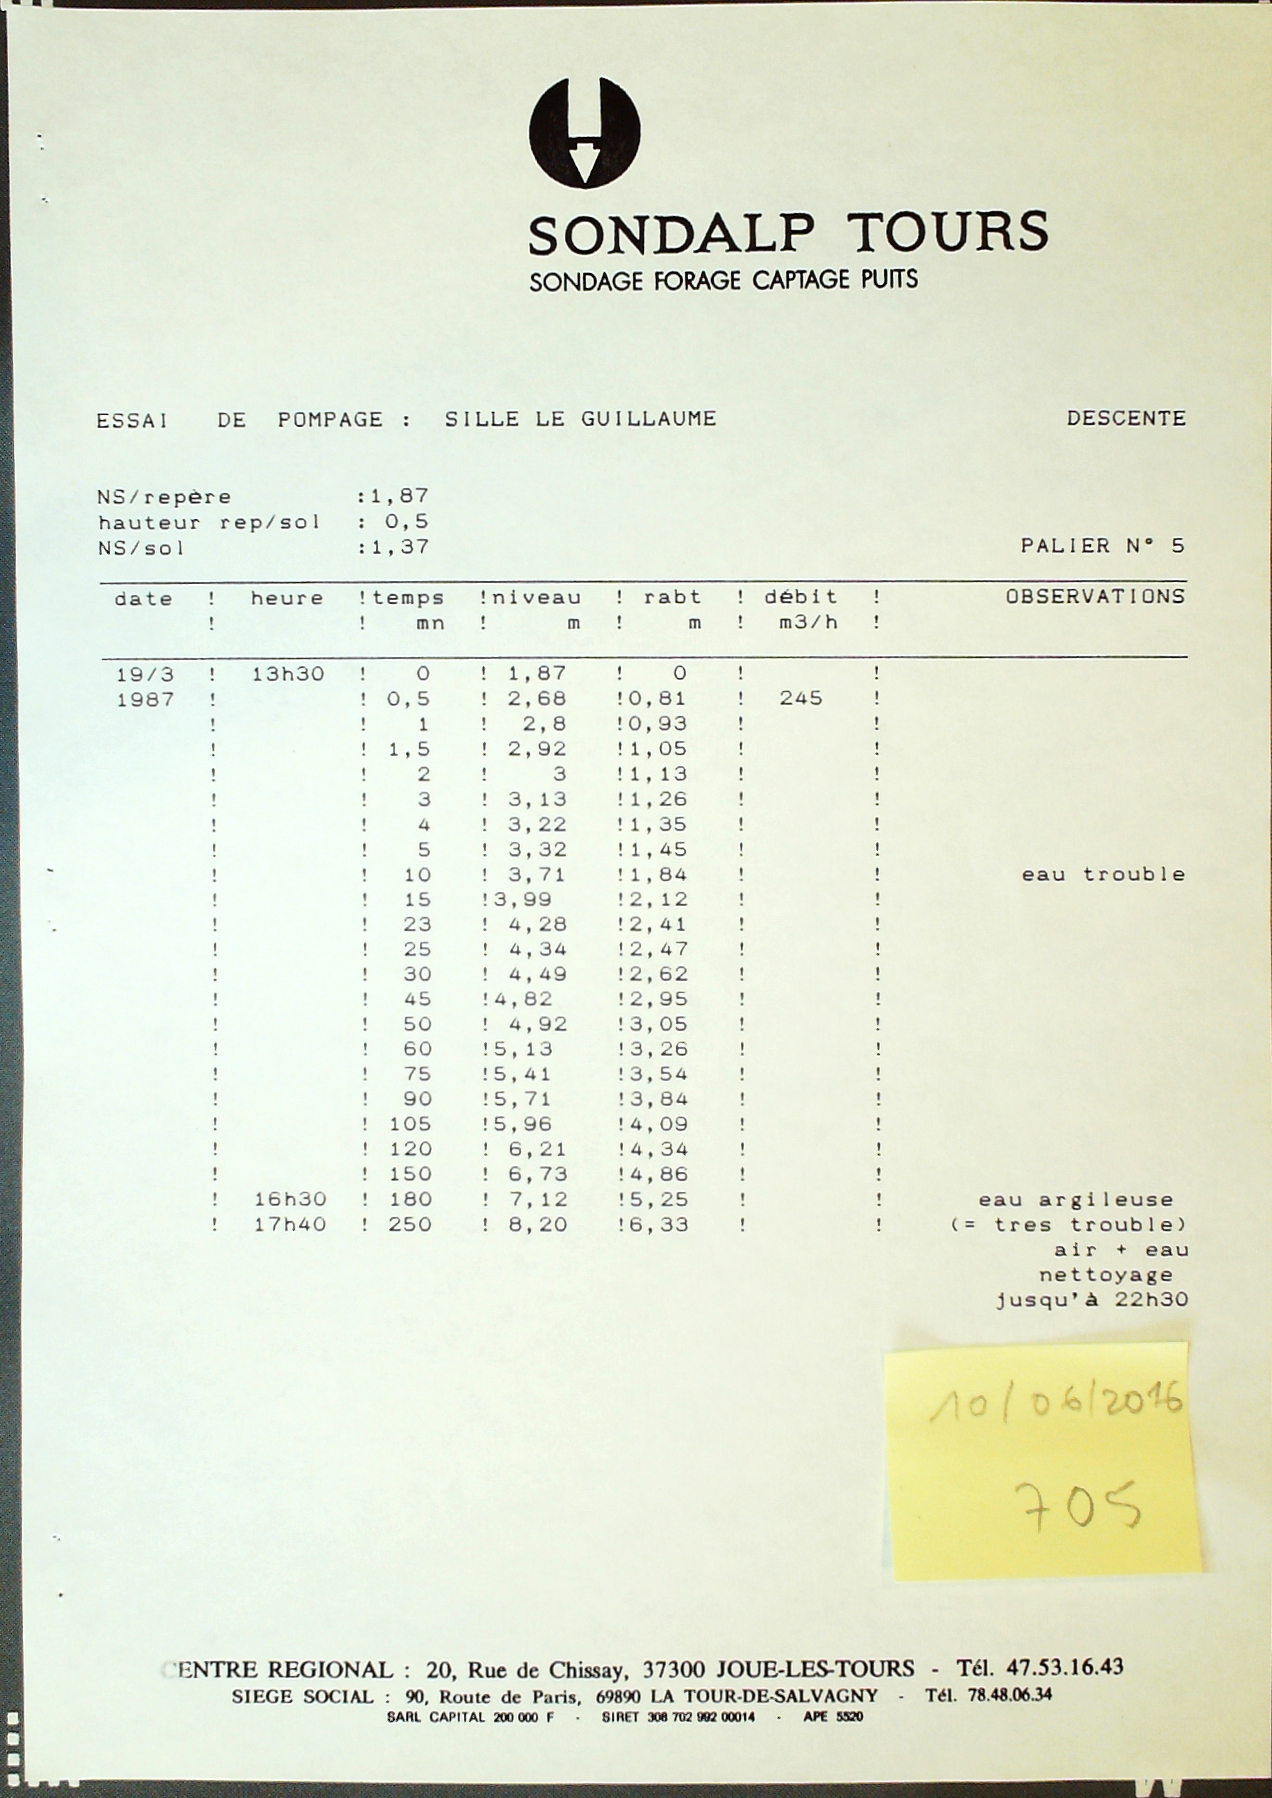 SONDALP TOURS
SONDAGE FORAGE CAPTAGE PUITS
ESSAI DE POMPAGE : SILLE LE GUILLAUME DESCENTE
NS/repère :1,87
hauteur rep/sol : 0,5
NS/sol :1,37 PALIER N° 5
date ! heure !temps !niveau ! rabt ! débit ! OBSERVATIONS
! ! mn ! m ! m ! m3/h !
19/3 ! 13h30 ! 0 ! 1,87 ! 0 ! !
1987 ! ! 0,5 ! 2,68 !0,81 ! 245 !
! ! 1 ! 2,8 !0,93 ! !
! ! 1,5 ! 2,92 !1,05 ! !
! ! 2 ! 3 !1,13 ! !
! ! 3 ! 3,13 !1,26 ! !
! ! 4 ! 3,22 !1,35 ! !
! ! 5 ! 3,32 !1,45 ! !
! ! 10 ! 3,71 !1,84 ! ! eau trouble
! ! 15 !3,99 !2,12 ! !
! ! 23 ! 4,28 !2,41 ! !
! ! 25 ! 4,34 !2,47 ! !
! ! 30 ! 4,49 !2,62 ! !
! ! 45 !4,82 !2,95 ! !
! ! 50 ! 4,92 !3,05 ! !
! ! 60 !5,13 !3,26 ! !
! ! 75 !5,41 !3,54 ! !
! ! 90 !5,71 !3,84 ! !
! ! 105 !5,96 !4,09 ! !
! ! 120 ! 6,21 !4,34 ! !
! ! 150 ! 6,73 !4,86 ! !
! 16h30 ! 180 ! 7,12 !5,25 ! ! eau argileuse
! 17h40 ! 250 ! 8,20 !6,33 ! ! (= tres trouble)
air + eau
nettoyage
jusqu'à 22h30
10/06/2016
705
CENTRE REGIONAL : 20, Rue de Chissay, 37300 JOUE-LES-TOURS - Tél. 47.53.16.43
SIEGE SOCIAL : 90, Route de Paris, 69890 LA TOUR-DE-SALVAGNY - Tél. 78.48.06.34
SARL CAPITAL 200 000 F - SIRET 308 702 992 00014 - APE 5520